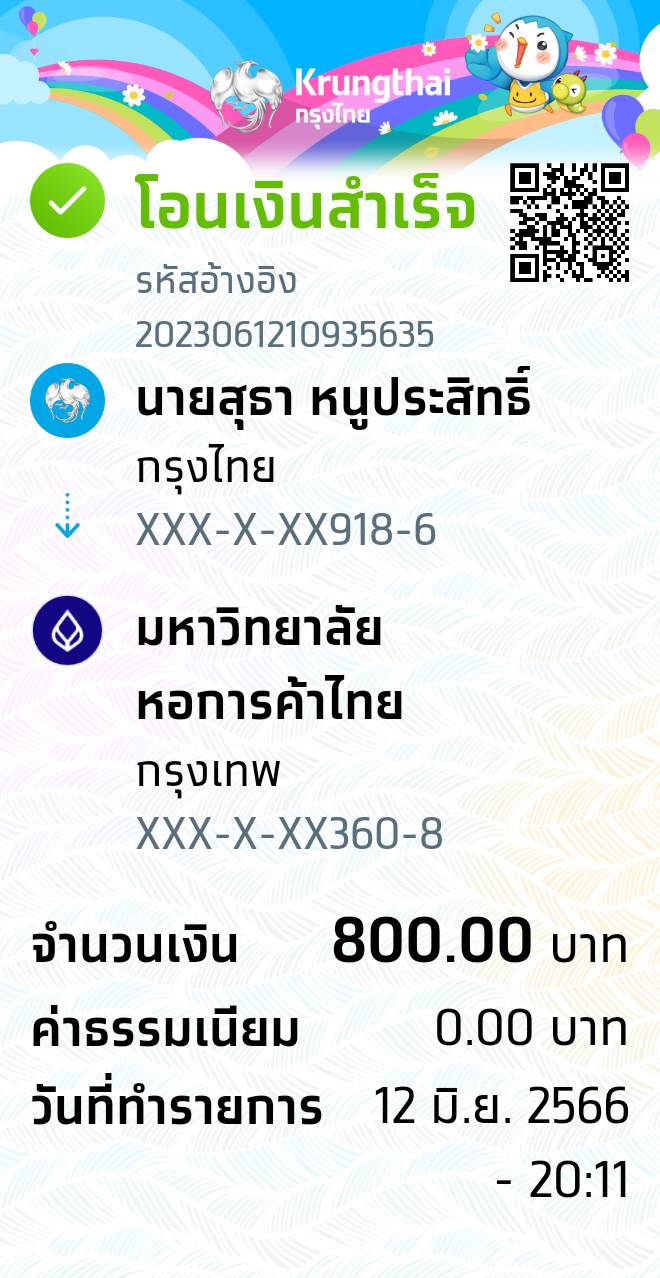 Krungthai
กรุงไทย
โอนเงินสำเร็จ
รหัสอ้างอิง
2023061210935635
นายสุธา หนูประสิทธิ์
กรุงไทย
XXX-X-XX918-6
มหาวิทยาลัย
หอการค้าไทย
กรุงเทพ
XXX-X-XX360-8
จำนวนเงิน 800.00 บาท
ค่าธรรมเนียม 0.00 บาท
วันที่ทำรายการ 12 มิ.ย. 2566
- 20:11